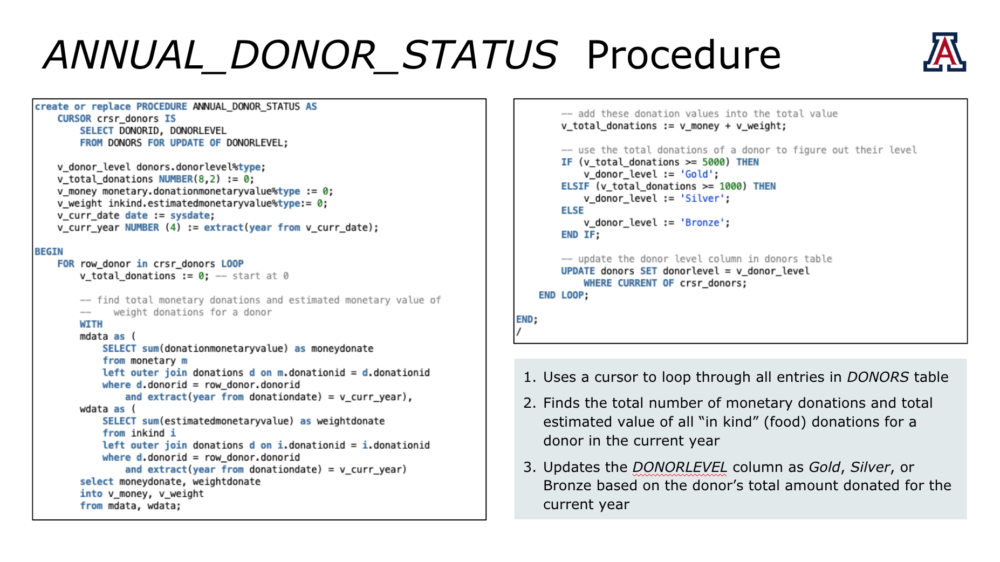 ANNUAL_DONOR_STATUS Procedure
A
create or replace PROCEDURE ANNUAL_DONOR_STATUS AS
    CURSOR crsr_donors IS
        SELECT DONORID, DONORLEVEL
        FROM DONORS FOR UPDATE OF DONORLEVEL;
    v_donor_level donors.donorlevel%type;
    v_total_donations NUMBER(8,2) := 0;
    v_money monetary.donationmonetaryvalue%type := 0;
    v_weight inkind.estimatedmonetaryvalue%type:= 0;
    v_curr_date date := sysdate;
    v_curr_year NUMBER (4) := extract(year from v_curr_date);
BEGIN
    FOR row_donor in crsr_donors LOOP
        v_total_donations := 0; -- start at 0
        -- find total monetary donations and estimated monetary value of
        --    weight donations for a donor
        WITH
        mdata as (
            SELECT sum(donationmonetaryvalue) as moneydonate
            from monetary m
            left outer join donations d on m.donationid = d.donationid
            where d.donorid = row_donor.donorid
                and extract(year from donationdate) = v_curr_year),
        wdata as (
            SELECT sum(estimatedmonetaryvalue) as weightdonate
            from inkind i
            left outer join donations d on i.donationid = i.donationid
            where d.donorid = row_donor.donorid
                and extract(year from donationdate) = v_curr_year)
        select moneydonate, weightdonate
        into v_money, v_weight
        from mdata, wdata;
        -- add these donation values into the total value
        v_total_donations := v_money + v_weight;
        -- use the total donations of a donor to figure out their level
        IF (v_total_donations >= 5000) THEN
            v_donor_level := 'Gold';
        ELSIF (v_total_donations >= 1000) THEN
            v_donor_level := 'Silver';
        ELSE
            v_donor_level := 'Bronze';
        END IF;
        -- update the donor level column in donors table
        UPDATE donors SET donorlevel = v_donor_level
            WHERE CURRENT OF crsr_donors;
    END LOOP;
END;
/
1. Uses a cursor to loop through all entries in DONORS table
2. Finds the total number of monetary donations and total
estimated value of all “in kind” (food) donations for a
donor in the current year
3. Updates the DONORLEVEL column as Gold, Silver, or
Bronze based on the donor’s total amount donated for the
current year